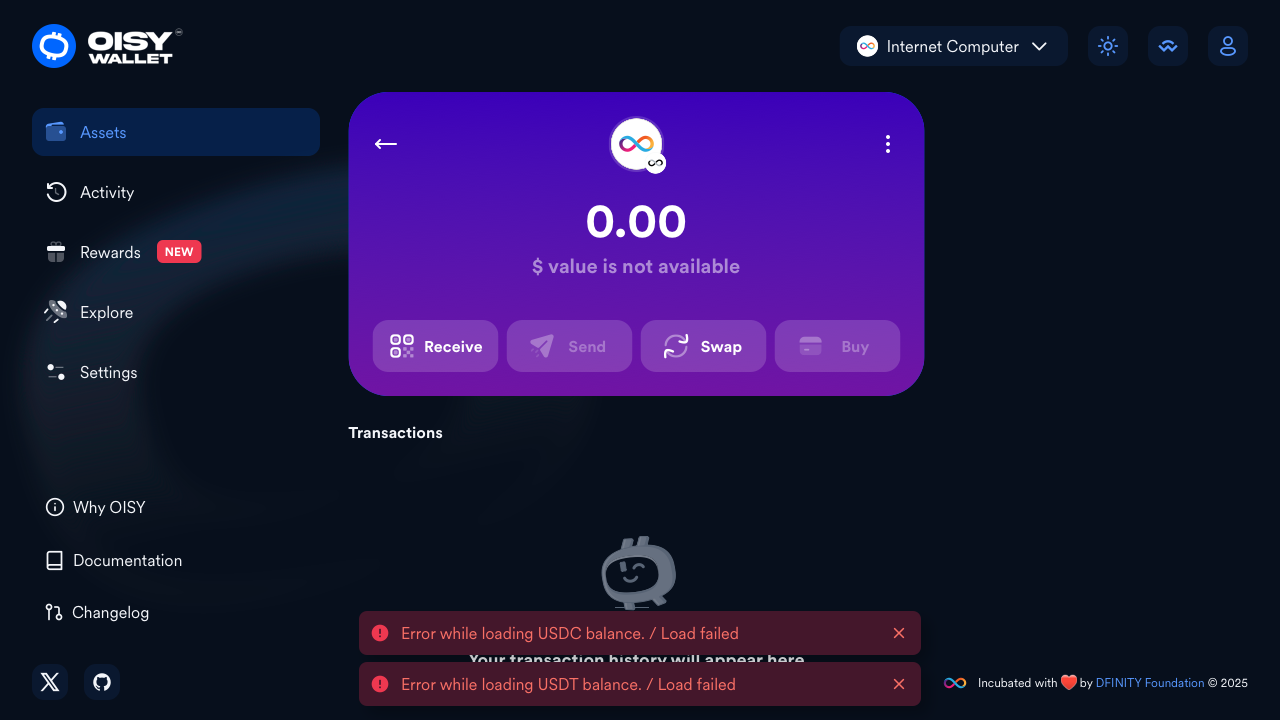 OISY
WALLET
Internet Computer
Assets
Activity
Rewards NEW
Explore
Settings
Why OISY
Documentation
Changelog
0.00
$ value is not available
Receive
Send
Swap
Buy
Transactions
Error while loading USDC balance. / Load failed
Your transaction history will appear here
Error while loading USDT balance. / Load failed
Incubated with ❤️ by DFINITY Foundation © 2025